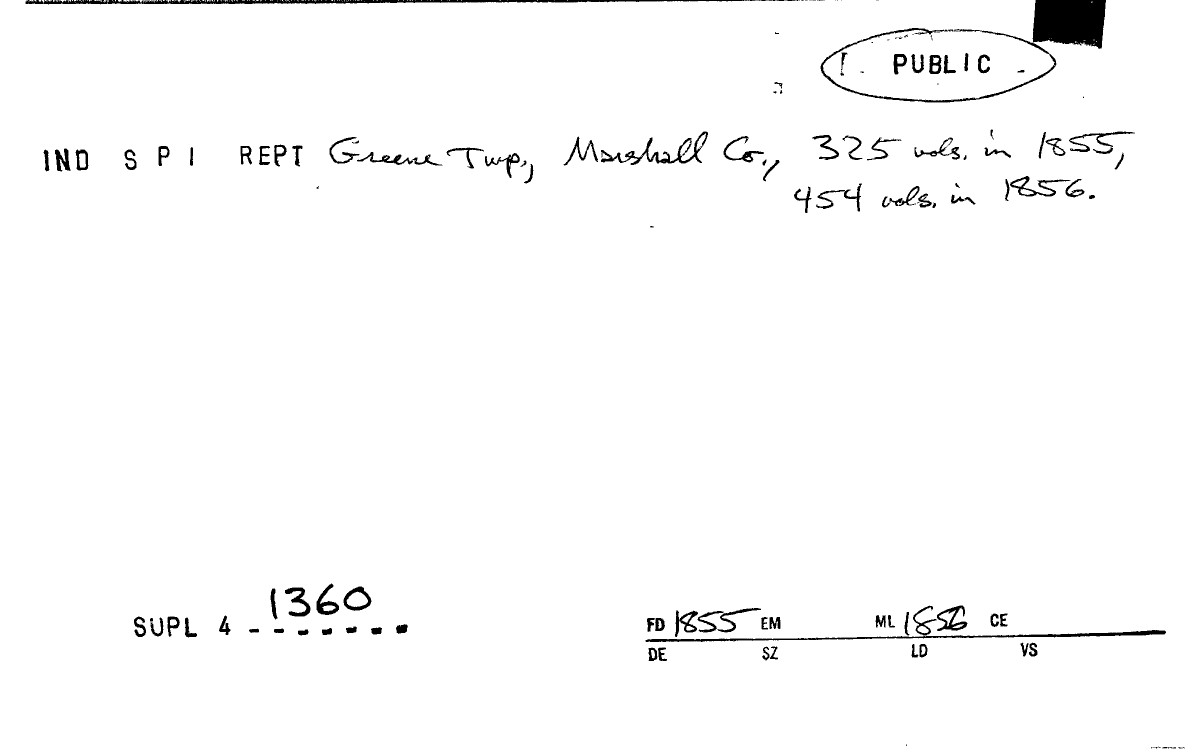 PUBLIC
IND S P I REPT Greene Twp., Marshall Co., 325 vols. in 1855,
454 vols. in 1856.
SUPL 4 1360
FD 1855 EM ML 1856 CE
DE SZ LD VS